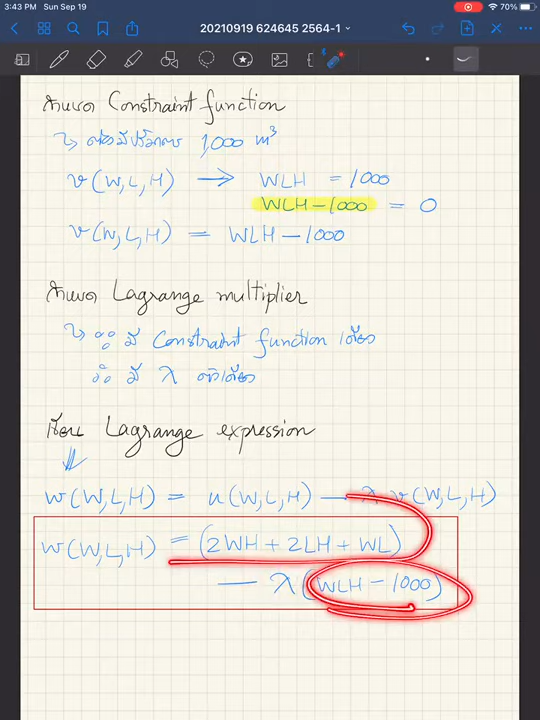 3:43 PM Sun Sep 19
70%
20210919 624645 2564-1
กำหนด Constraint function
ต้องมีปริมาตร 1,000 m³
v(W,L,H) → WLH = 1000
WLH - 1000 = 0
v(W,L,H) = WLH - 1000
กำหนด Lagrange multiplier
∵ มี Constraint function เดียว
∴ มี λ ตัวเดียว
เขียน Lagrange expression
w(W,L,H) = u(W,L,H) - λ v(W,L,H)
w(W,L,H) = (2WH + 2LH + WL)
- λ(WLH - 1000)